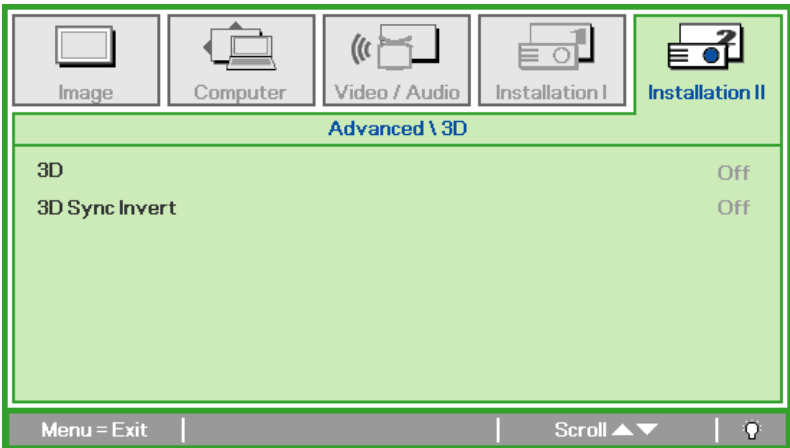 Image Computer Video / Audio Installation I Installation II
Advanced \ 3D
3D Off
3D Sync Invert Off
Menu = Exit Scroll